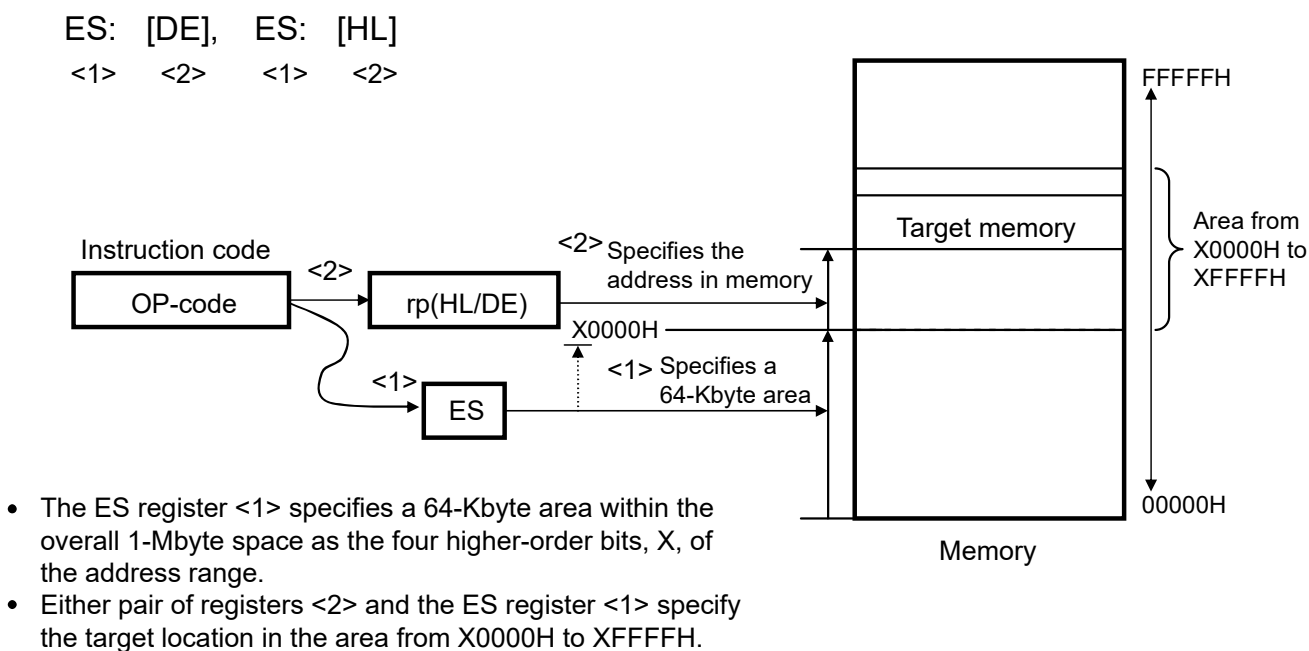 ES: [DE], ES: [HL]
<1> <2> <1> <2>
FFFFFH
Target memory
Area from
X0000H to
XFFFFFH
Instruction code
OP-code
<2>
rp(HL/DE)
<2> Specifies the
address in memory
X0000H
<1>
ES
<1> Specifies a
64-Kbyte area
00000H
Memory
• The ES register <1> specifies a 64-Kbyte area within the
overall 1-Mbyte space as the four higher-order bits, X, of
the address range.
• Either pair of registers <2> and the ES register <1> specify
the target location in the area from X0000H to XFFFFH.